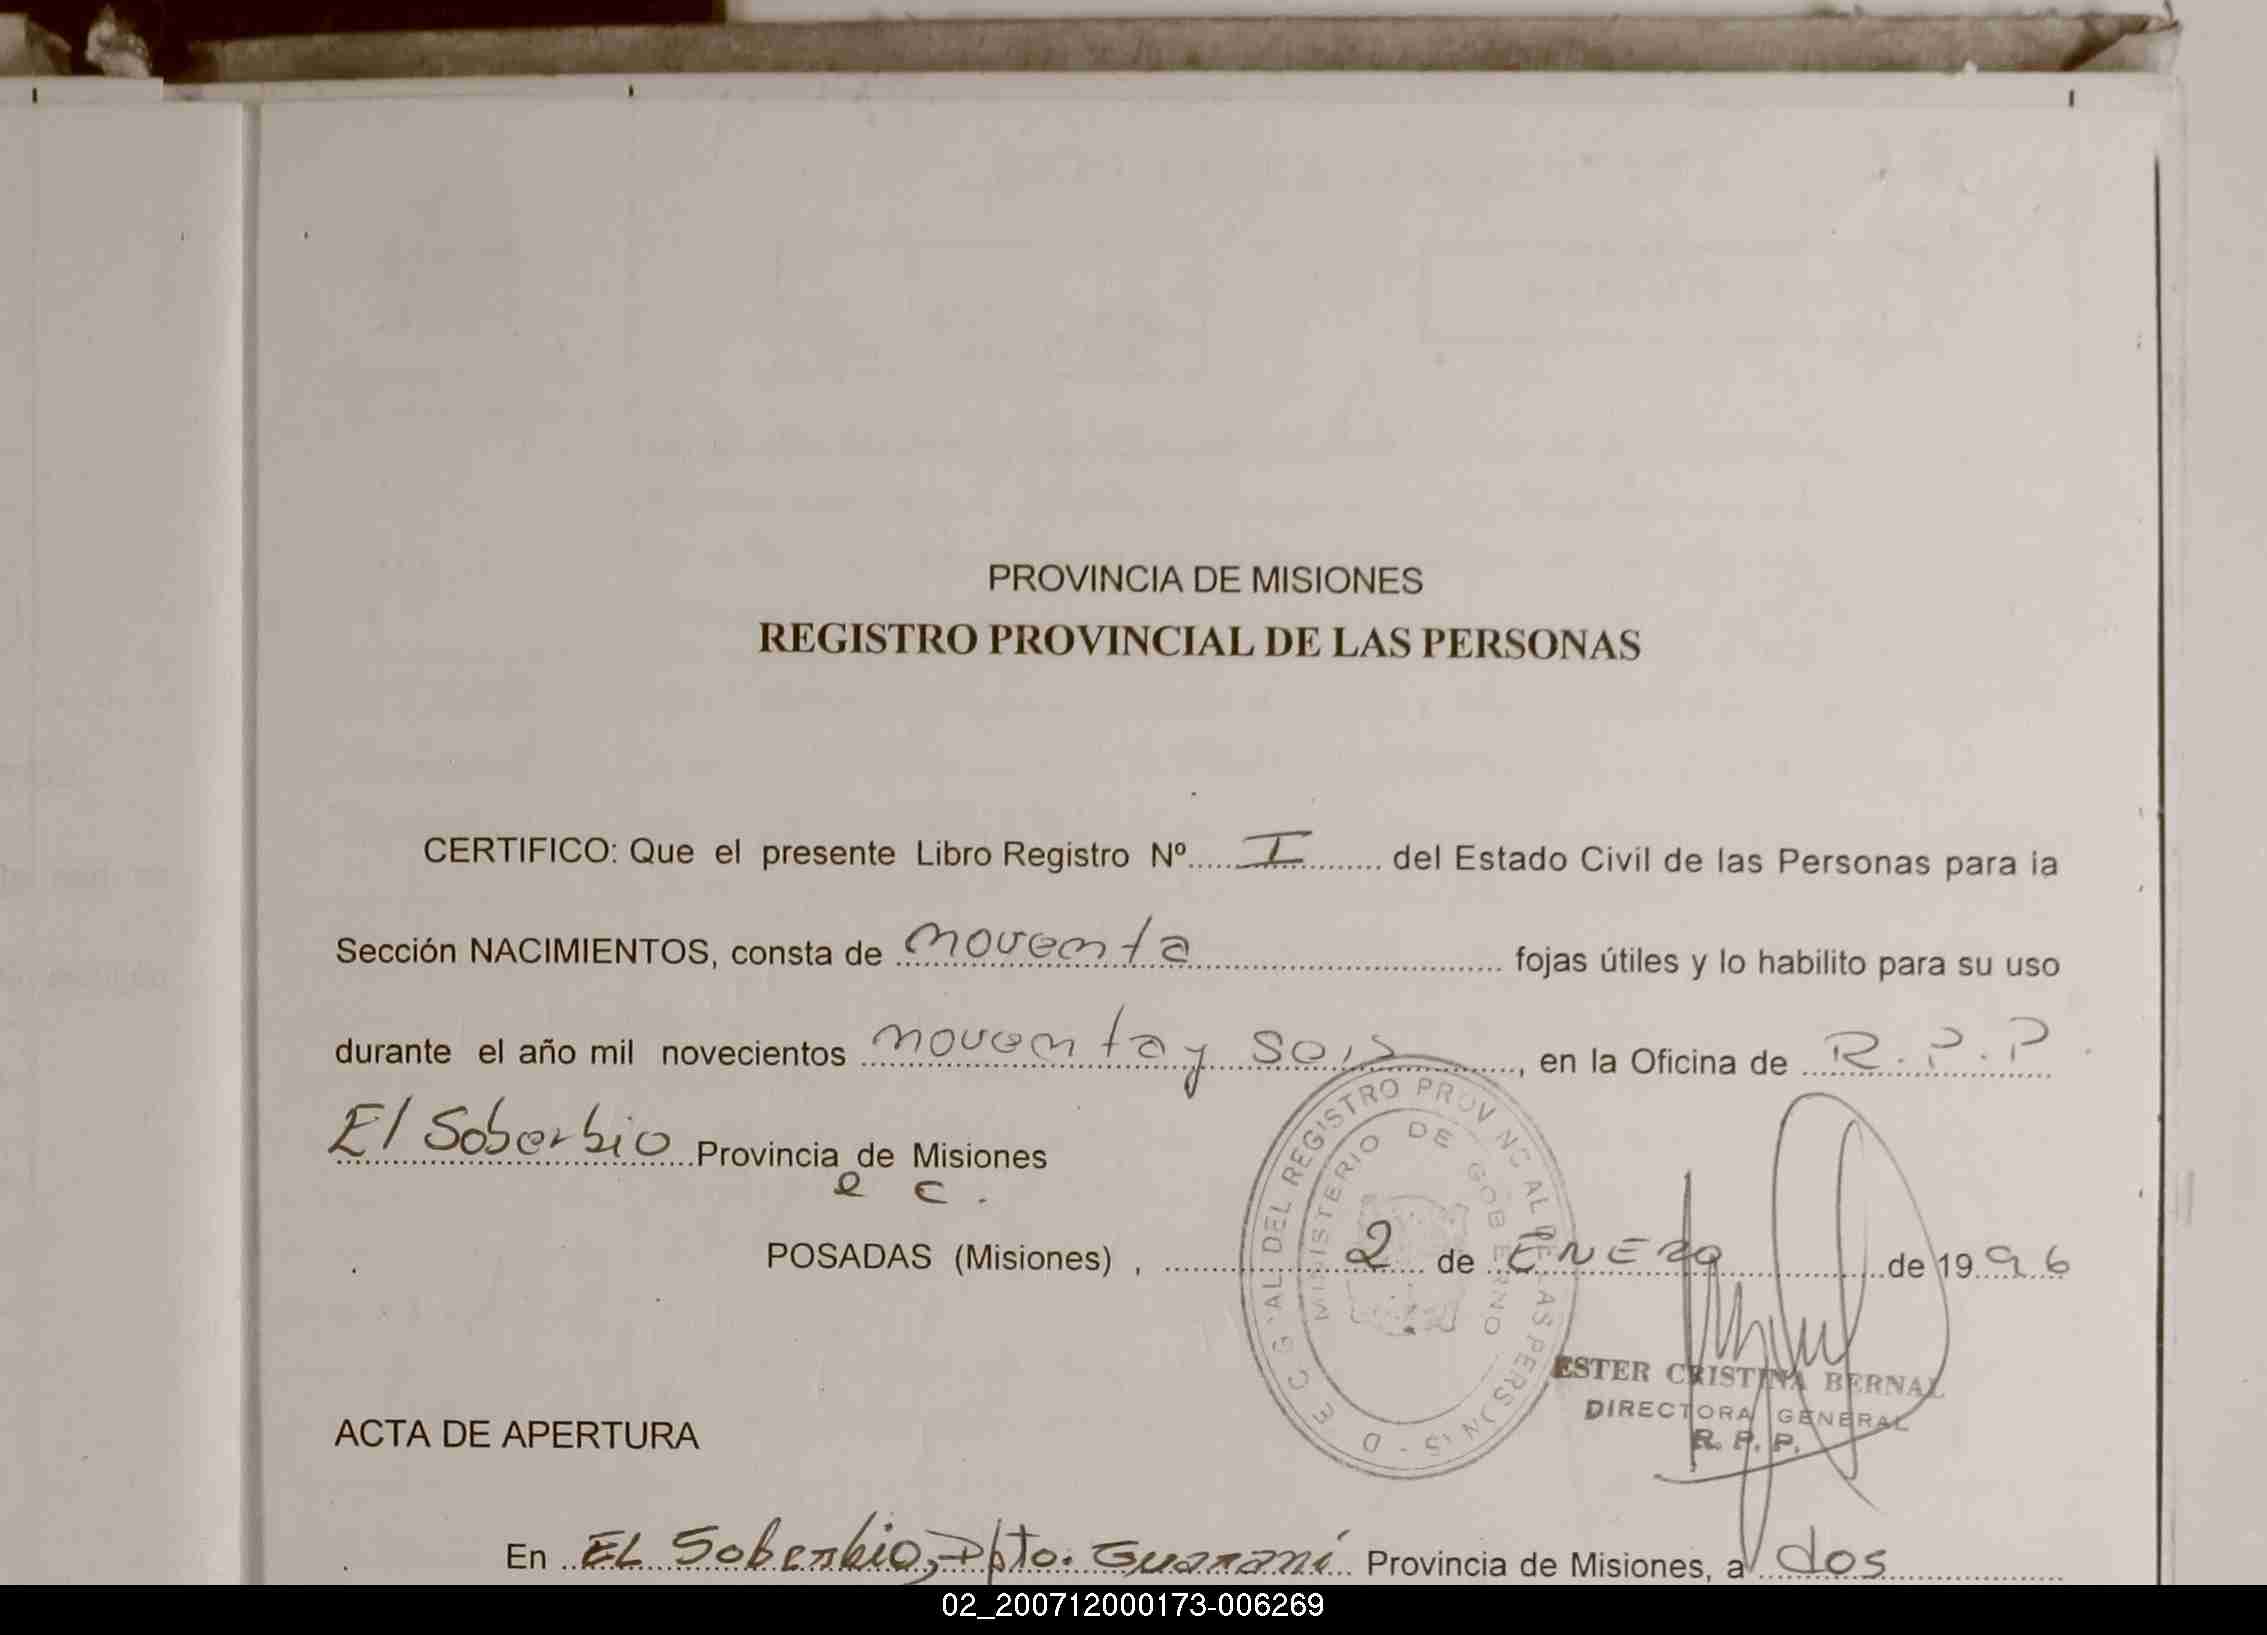 PROVINCIA DE MISIONES
REGISTRO PROVINCIAL DE LAS PERSONAS
CERTIFICO: Que el presente Libro Registro Nº I del Estado Civil de las Personas para la
Sección NACIMIENTOS, consta de noventa fojas útiles y lo habilito para su uso
durante el año mil novecientos noventa y seis, en la Oficina de R.P.P.
El Soberbio Provincia de Misiones
e c.
POSADAS (Misiones), 2 de ENERO de 1996
MINISTERIO DE GOBIERNO
ESTER CRISTINA BERNAL
DIRECTORA GENERAL
R. P. P.
ACTA DE APERTURA
En EL Soberbio, Dpto. Guaraní Provincia de Misiones, a dos
02_200712000173-006269